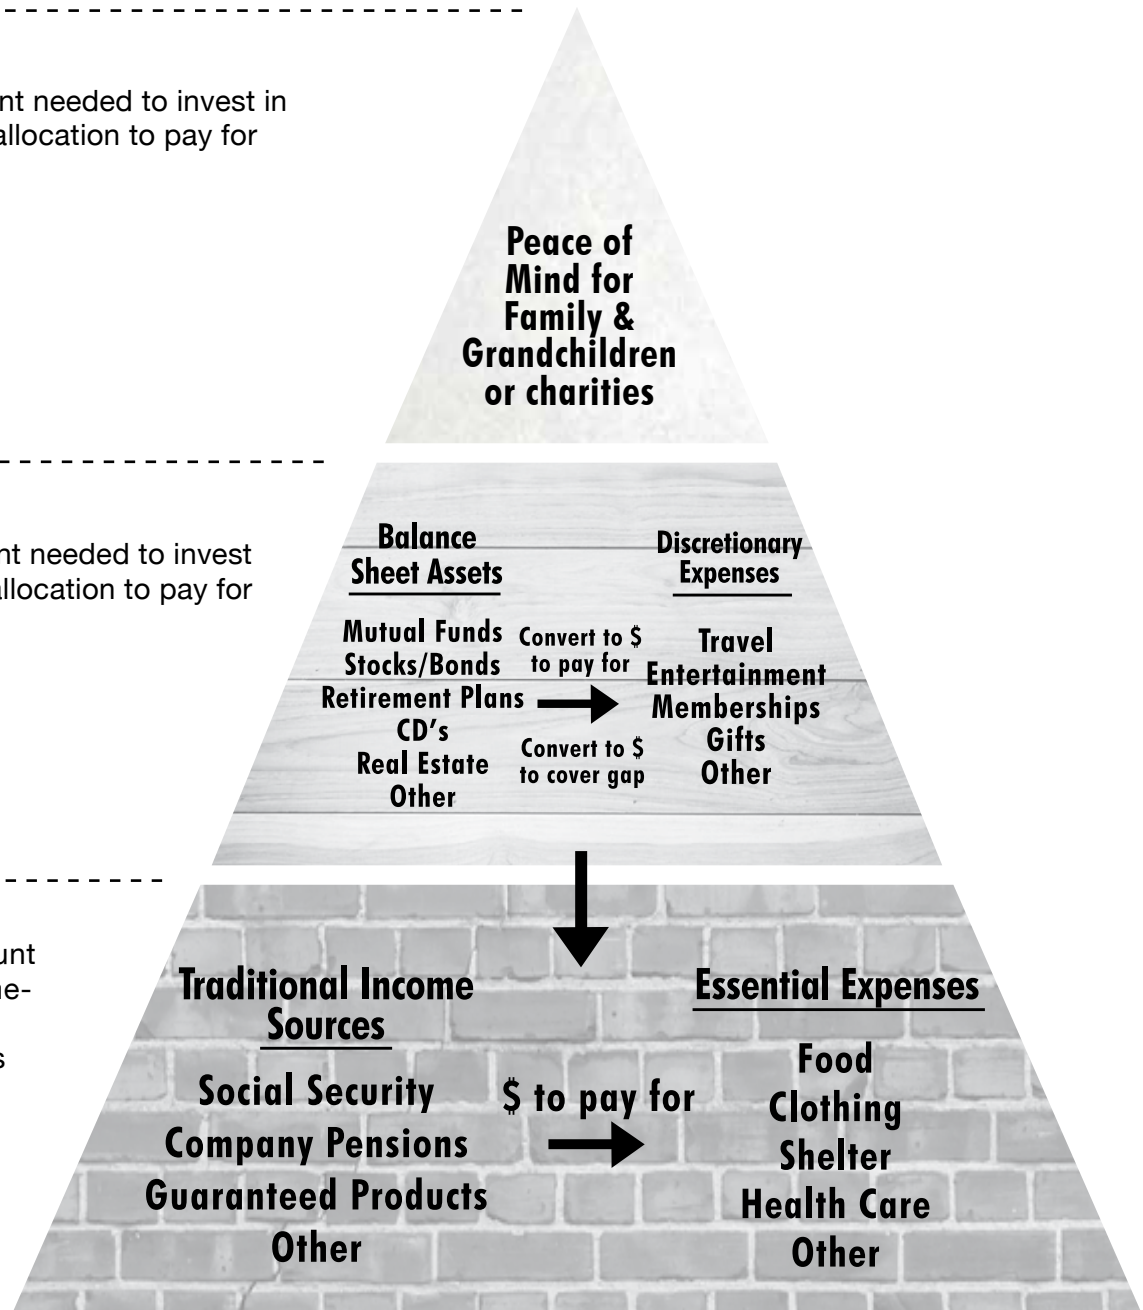 nt needed to invest in
allocation to pay for
Peace of
Mind for
Family &
Grandchildren
or charities
nt needed to invest
allocation to pay for
Balance
Sheet Assets
Mutual Funds
Stocks/Bonds
Retirement Plans
CD's
Real Estate
Other
Convert to $
to pay for
Convert to $
to cover gap
Discretionary
Expenses
Travel
Entertainment
Memberships
Gifts
Other
unt
ne-
s
Traditional Income
Sources
Social Security
Company Pensions
Guaranteed Products
Other
$ to pay for
Essential Expenses
Food
Clothing
Shelter
Health Care
Other